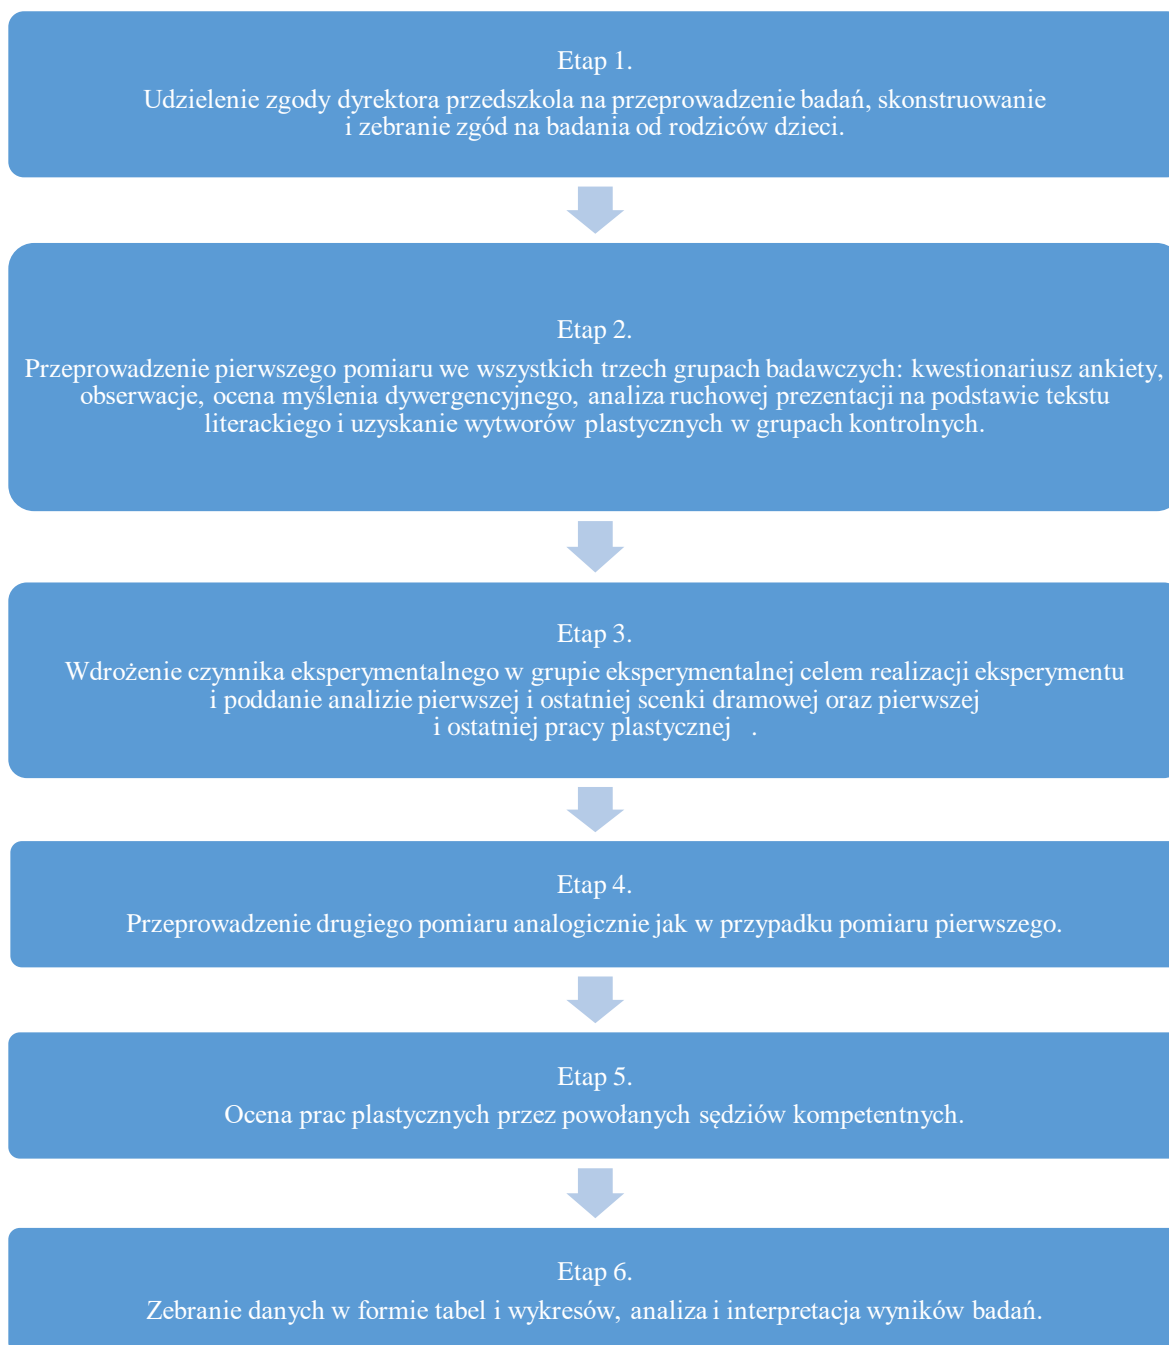 Etap 1.
Udzielenie zgody dyrektora przedszkola na przeprowadzenie badań, skonstruowanie
i zebranie zgód na badania od rodziców dzieci.
Etap 2.
Przeprowadzenie pierwszego pomiaru we wszystkich trzech grupach badawczych: kwestionariusz ankiety,
obserwacje, ocena myślenia dywergencyjnego, analiza ruchowej prezentacji na podstawie tekstu
literackiego i uzyskanie wytworów plastycznych w grupach kontrolnych.
Etap 3.
Wdrożenie czynnika eksperymentalnego w grupie eksperymentalnej celem realizacji eksperymentu
i poddanie analizie pierwszej i ostatniej scenki dramowej oraz pierwszej
i ostatniej pracy plastycznej .
Etap 4.
Przeprowadzenie drugiego pomiaru analogicznie jak w przypadku pomiaru pierwszego.
Etap 5.
Ocena prac plastycznych przez powołanych sędziów kompetentnych.
Etap 6.
Zebranie danych w formie tabel i wykresów, analiza i interpretacja wyników badań.